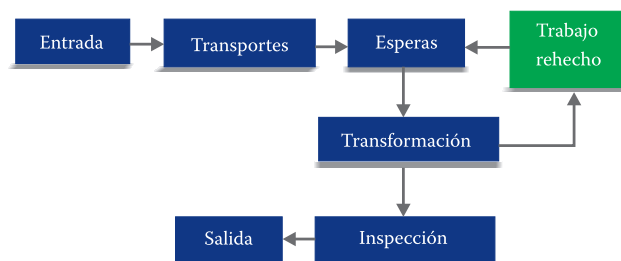 Entrada
Transportes
Esperas
Trabajo
rehecho
Transformación
Salida
Inspección